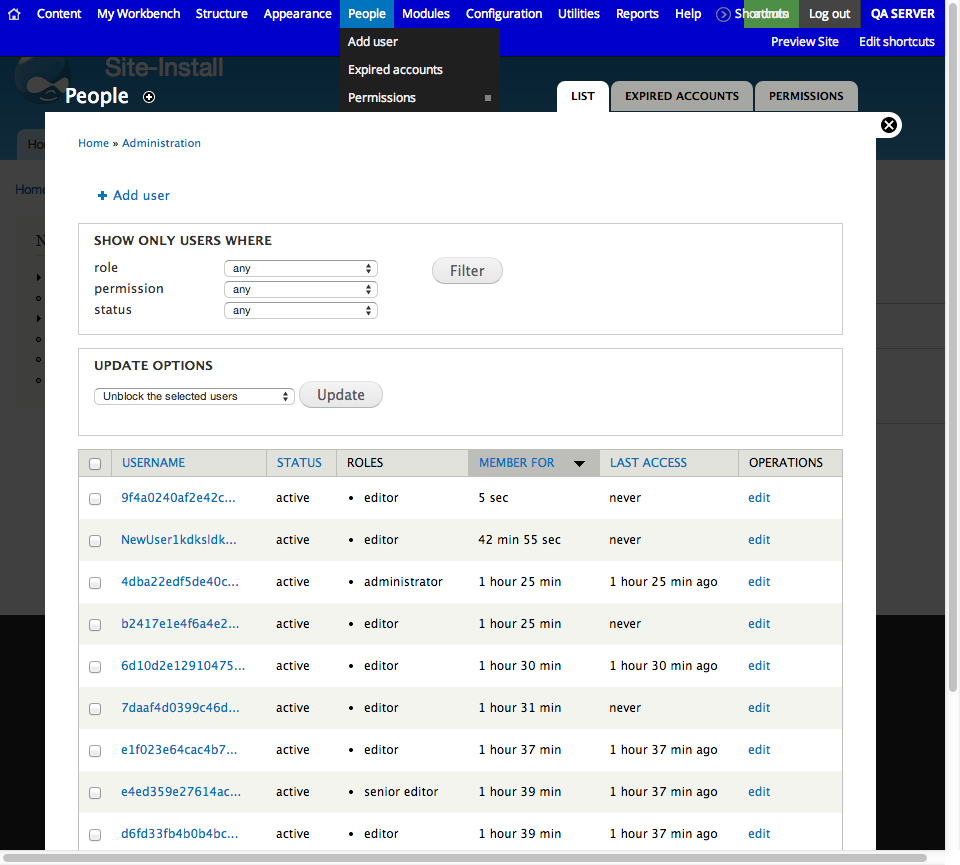 Content My Workbench Structure Appearance People Modules Configuration Utilities Reports Help Shortcuts Log out QA SERVER
Add user Preview Site Edit shortcuts
Expired accounts
Permissions
Site-Install
People
LIST EXPIRED ACCOUNTS PERMISSIONS
Home » Administration
Home
Add user
SHOW ONLY USERS WHERE
role any
permission any
status any
Filter
UPDATE OPTIONS
Unblock the selected users Update
USERNAME STATUS ROLES MEMBER FOR LAST ACCESS OPERATIONS
9f4a0240af2e42c... active • editor 5 sec never edit
NewUser1kdksldk... active • editor 42 min 55 sec never edit
4dba22edf5de40c... active • administrator 1 hour 25 min 1 hour 25 min ago edit
b2417e1e4f6a4e2... active • editor 1 hour 25 min never edit
6d10d2e12910475... active • editor 1 hour 30 min 1 hour 30 min ago edit
7daaf4d0399c46d... active • editor 1 hour 31 min never edit
e1f023e64cac4b7... active • editor 1 hour 37 min 1 hour 37 min ago edit
e4ed359e27614ac... active • senior editor 1 hour 39 min 1 hour 37 min ago edit
d6fd33fb4b0b4bc... active • editor 1 hour 39 min 1 hour 37 min ago edit